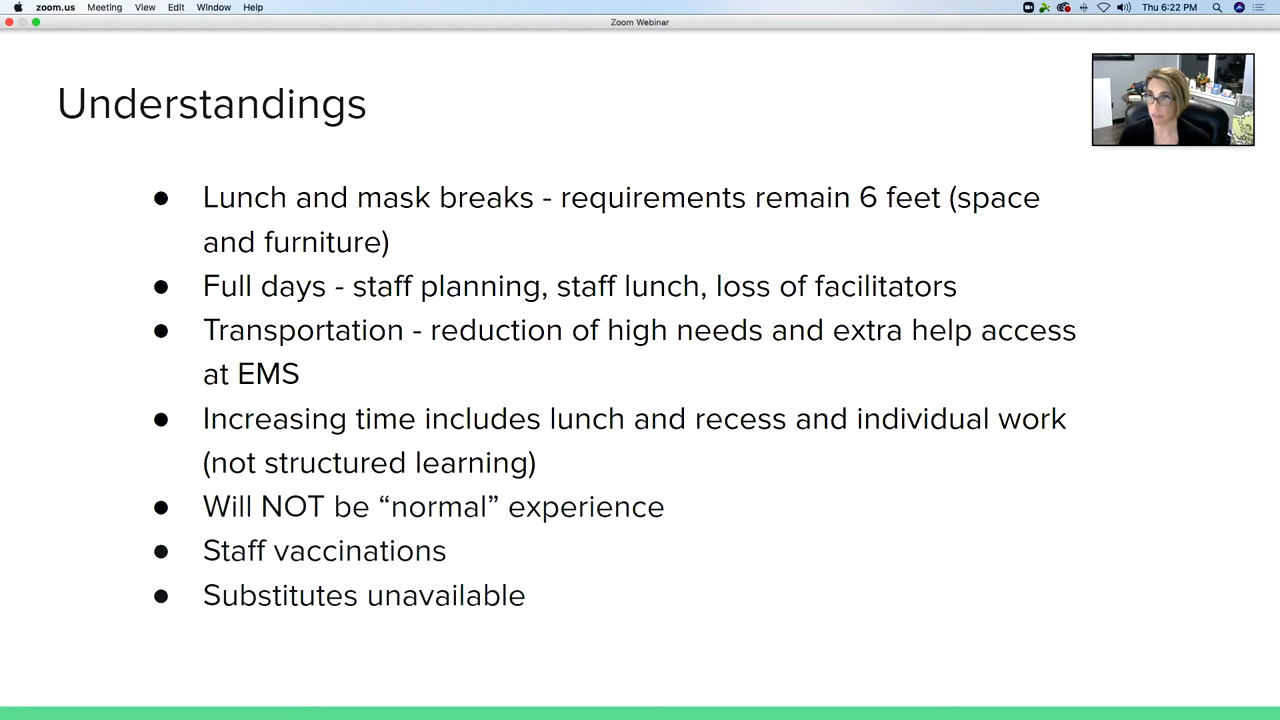 zoom.us Meeting View Edit Window Help Thu 6:22 PM
Zoom Webinar
Understandings
● Lunch and mask breaks - requirements remain 6 feet (space
and furniture)
● Full days - staff planning, staff lunch, loss of facilitators
● Transportation - reduction of high needs and extra help access
at EMS
● Increasing time includes lunch and recess and individual work
(not structured learning)
● Will NOT be “normal” experience
● Staff vaccinations
● Substitutes unavailable